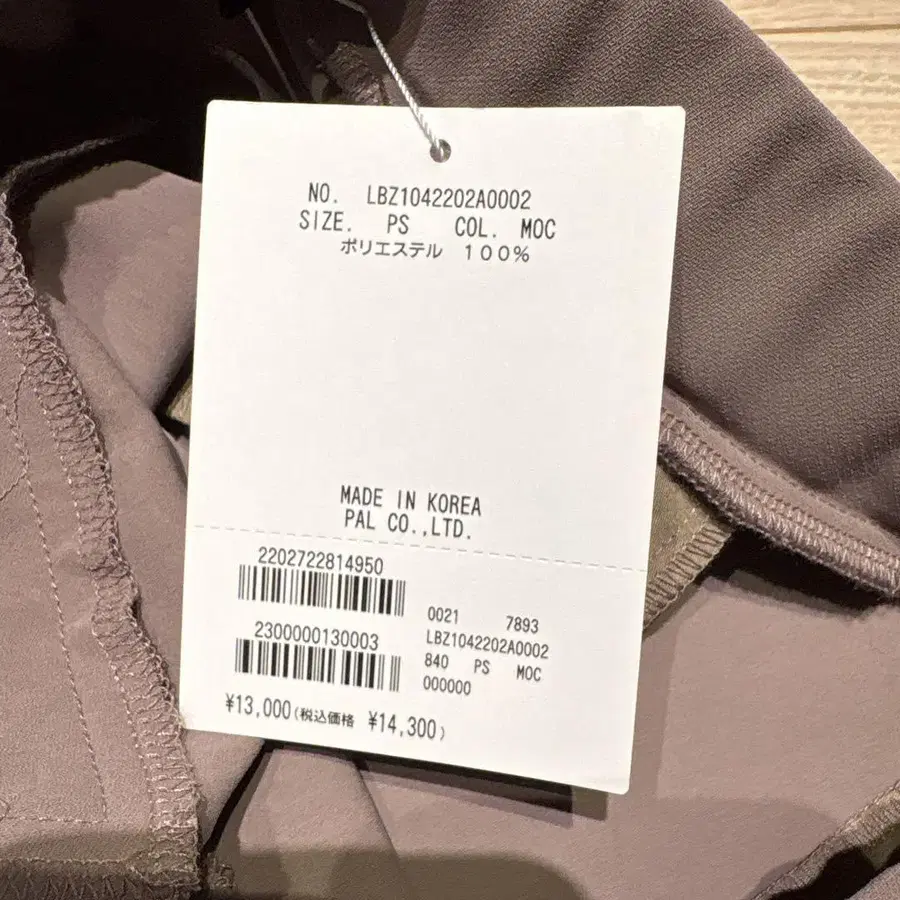 NO. LBZ1042202A0002
SIZE. PS COL. MOC
ポリエステル 100%
MADE IN KOREA
PAL CO.,LTD.
2202722814950
2300000130003
0021 7893
LBZ1042202A0002
840 PS MOC
000000
¥13,000(税込価格 ¥14,300)